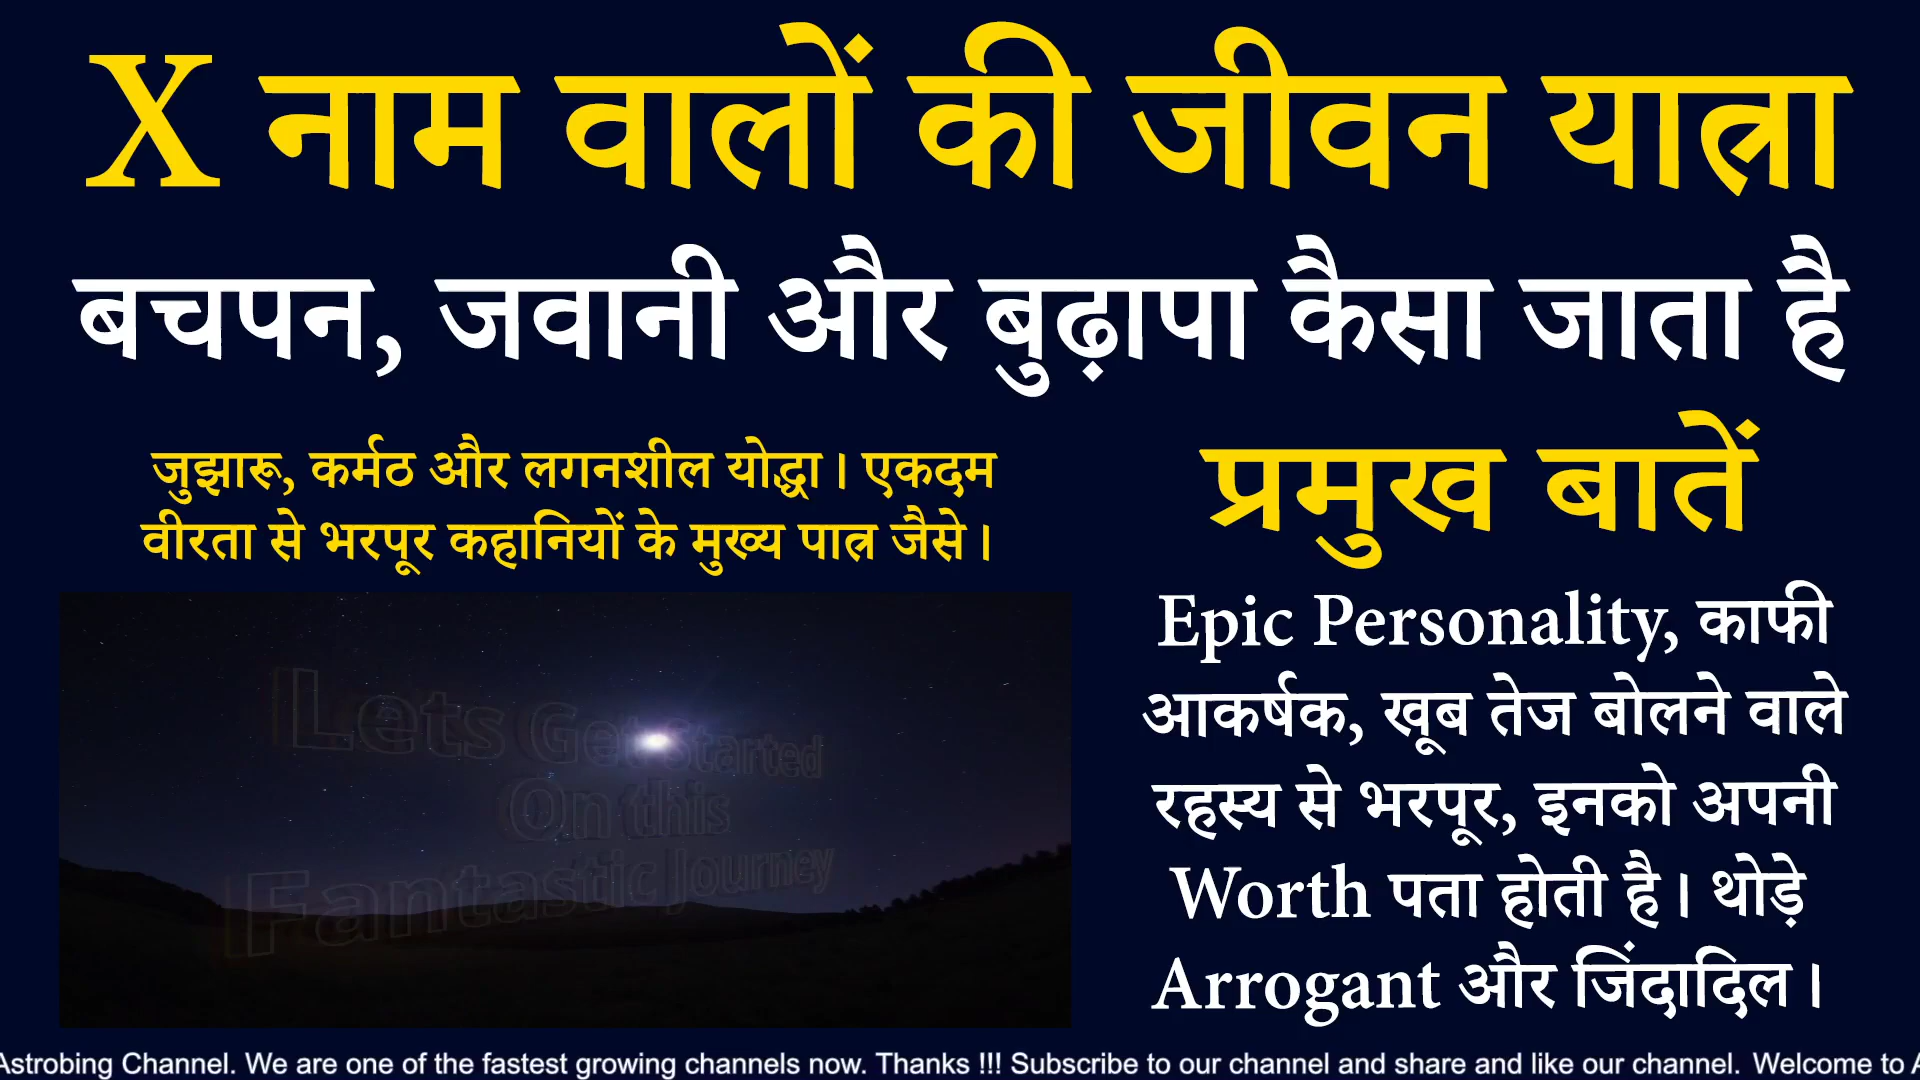 X नाम वालों की जीवन यात्रा
बचपन, जवानी और बुढ़ापा कैसा जाता है
जुझारू, कर्मठ और लगनशील योद्धा। एकदम
वीरता से भरपूर कहानियों के मुख्य पात्र जैसे।
Lets Get Started
On this
Fantastic Journey
प्रमुख बातें
Epic Personality, काफी
आकर्षक, खूब तेज बोलने वाले
रहस्य से भरपूर, इनको अपनी
Worth पता होती है। थोड़े
Arrogant और जिंदादिल।
Astrobing Channel. We are one of the fastest growing channels now. Thanks !!! Subscribe to our channel and share and like our channel. Welcome to A